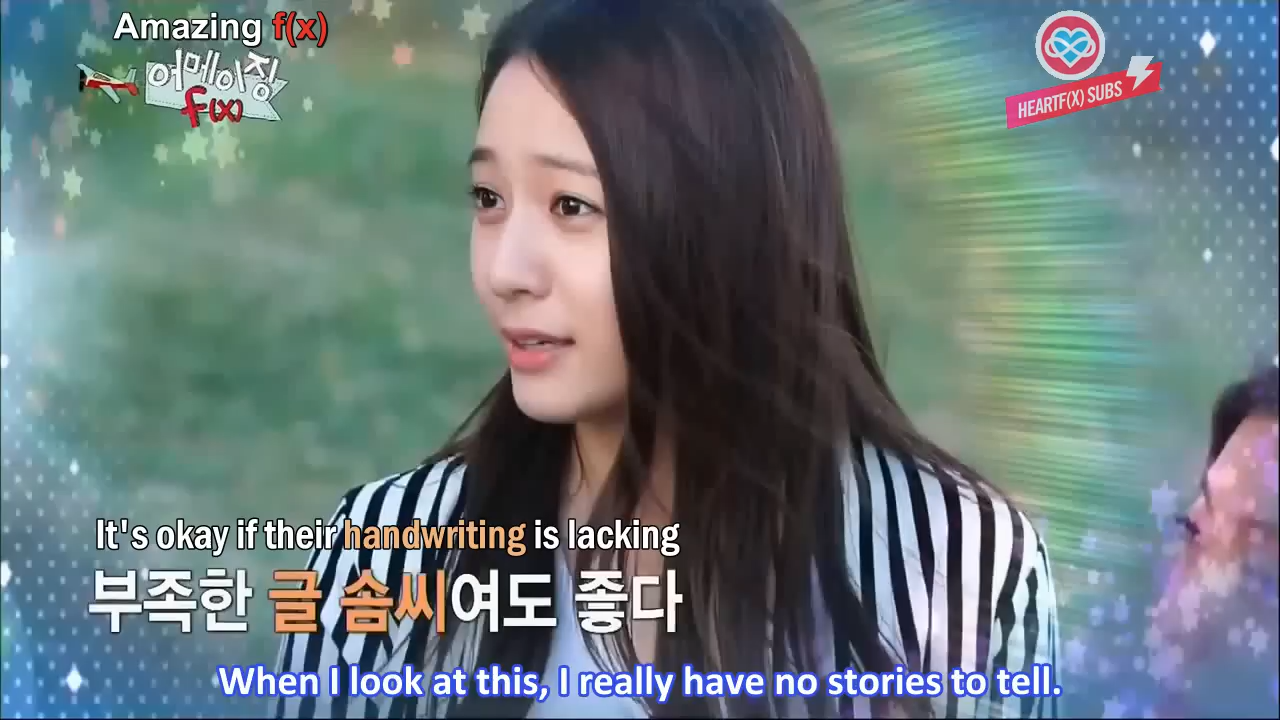 Amazing f(x)
어메이징
f(x)
HEARTF(X) SUBS
It's okay if their handwriting is lacking
부족한 글 솜씨여도 좋다
When I look at this, I really have no stories to tell.